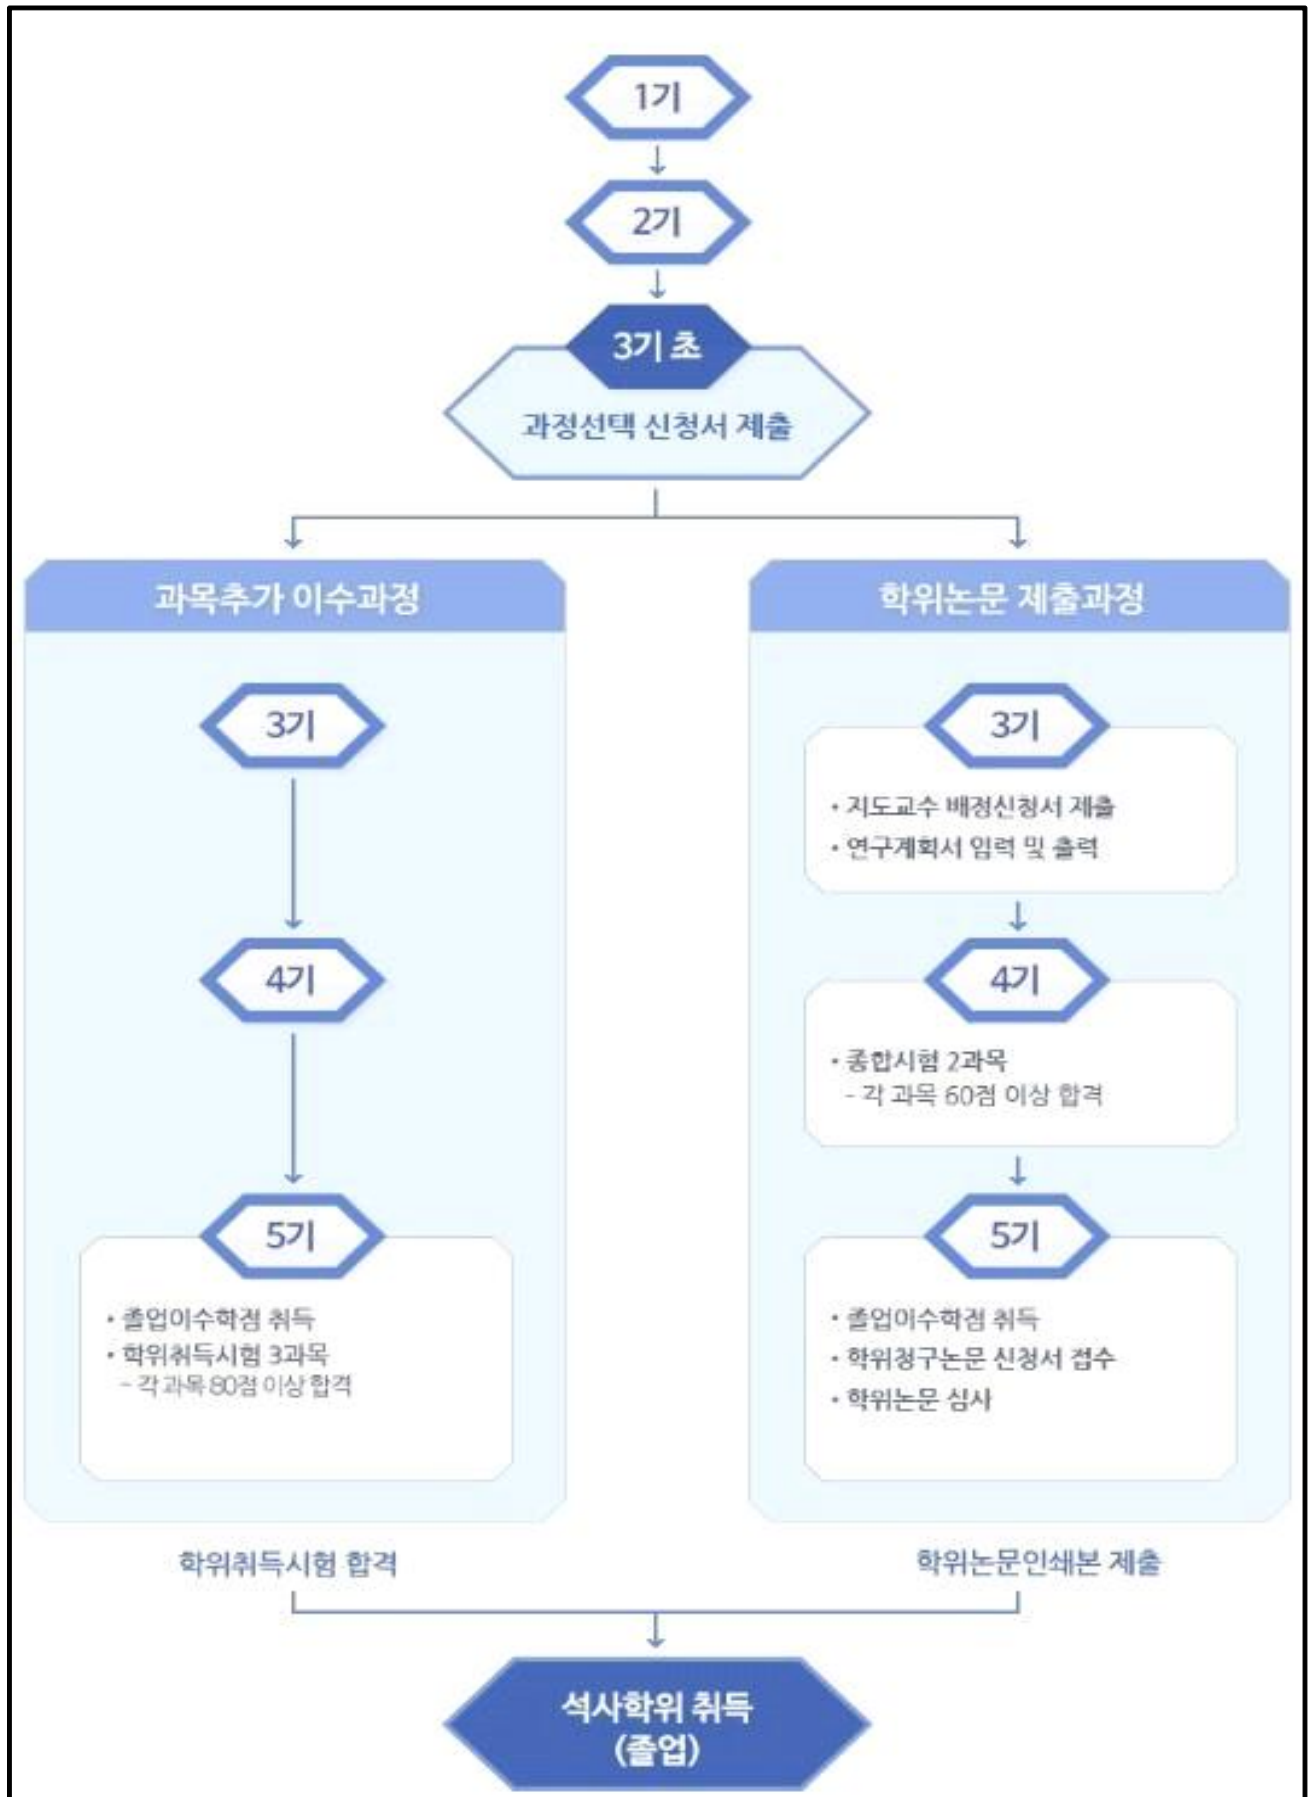 1기
2기
3기 초
과정선택 신청서 제출
과목추가 이수과정
3기
4기
5기
• 졸업이수학점 취득
• 학위취득시험 3과목
- 각 과목 80점 이상 합격
학위취득시험 합격
학위논문 제출과정
3기
• 지도교수 배정신청서 제출
• 연구계획서 입력 및 출력
4기
• 종합시험 2과목
- 각 과목 60점 이상 합격
5기
• 졸업이수학점 취득
• 학위청구논문 신청서 접수
• 학위논문 심사
학위논문인쇄본 제출
석사학위 취득
(졸업)